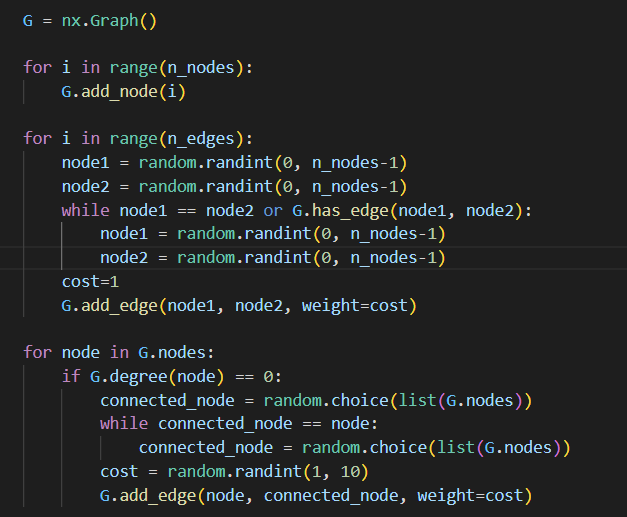 G = nx.Graph()
for i in range(n_nodes):
    G.add_node(i)
for i in range(n_edges):
    node1 = random.randint(0, n_nodes-1)
    node2 = random.randint(0, n_nodes-1)
    while node1 == node2 or G.has_edge(node1, node2):
        node1 = random.randint(0, n_nodes-1)
        node2 = random.randint(0, n_nodes-1)
    cost=1
    G.add_edge(node1, node2, weight=cost)
for node in G.nodes:
    if G.degree(node) == 0:
        connected_node = random.choice(list(G.nodes))
        while connected_node == node:
            connected_node = random.choice(list(G.nodes))
        cost = random.randint(1, 10)
        G.add_edge(node, connected_node, weight=cost)